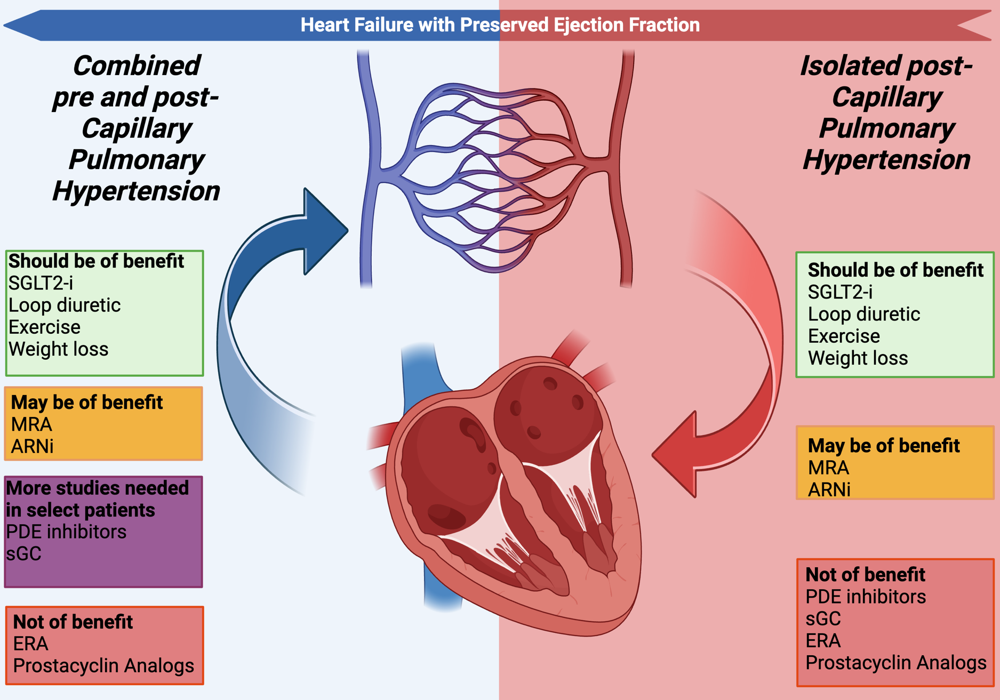 Heart Failure with Preserved Ejection Fraction
Combined
pre and post-
Capillary
Pulmonary
Hypertension
Should be of benefit
SGLT2-i
Loop diuretic
Exercise
Weight loss
May be of benefit
MRA
ARNi
More studies needed
in select patients
PDE inhibitors
sGC
Not of benefit
ERA
Prostacyclin Analogs
Isolated post-
Capillary
Pulmonary
Hypertension
Should be of benefit
SGLT2-i
Loop diuretic
Exercise
Weight loss
May be of benefit
MRA
ARNi
Not of benefit
PDE inhibitors
sGC
ERA
Prostacyclin Analogs